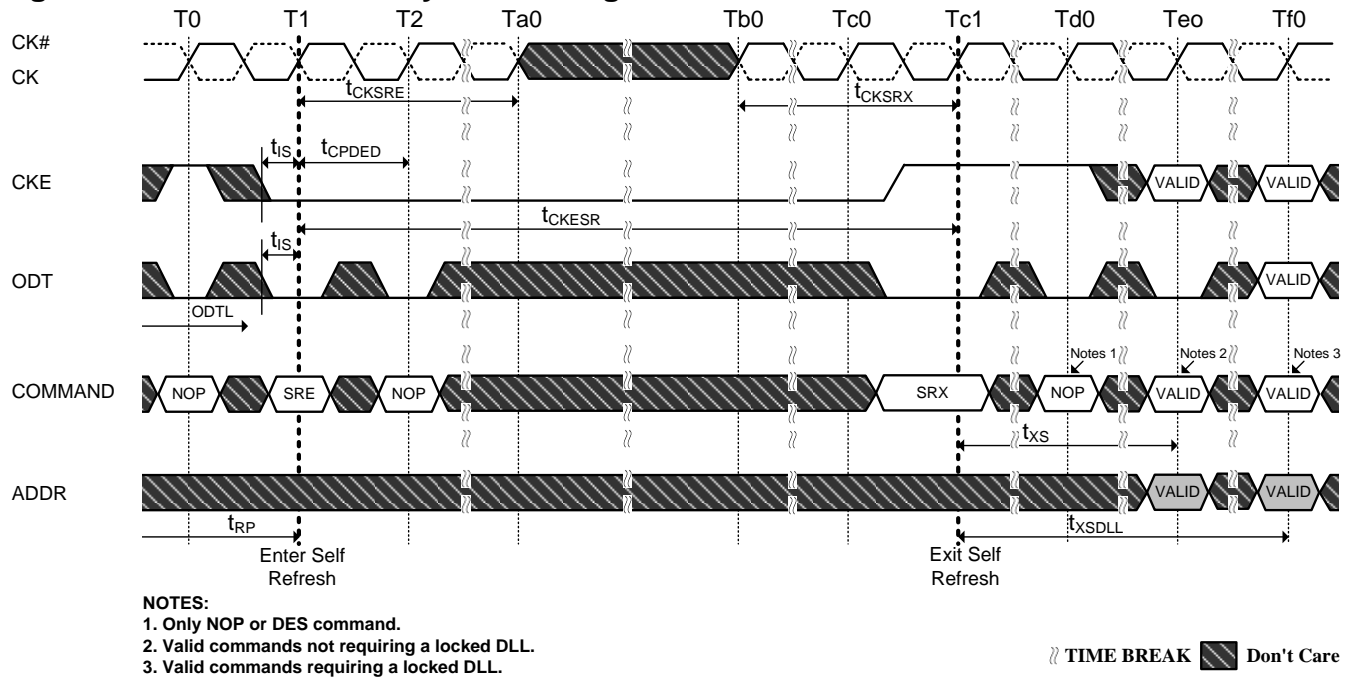 T0 T1 T2 Ta0 Tb0 Tc0 Tc1 Td0 Teo Tf0
CK#
CK
tCKSRE tCKSRX
tIS tCPDED
CKE VALID VALID
tCKESR
tIS
ODT VALID
ODTL
Notes 1 Notes 2 Notes 3
COMMAND NOP SRE NOP SRX NOP VALID VALID
tXS
ADDR VALID VALID
tRP tXSDLL
Enter Self
Refresh
Exit Self
Refresh
NOTES:
1. Only NOP or DES command.
2. Valid commands not requiring a locked DLL.
3. Valid commands requiring a locked DLL.
TIME BREAK Don't Care